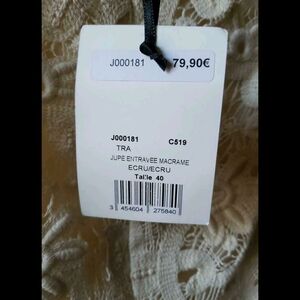 J000181 79,90€
J000181 C519
TRA
JUPE ENTRAVEE MACRAME
ECRU/ECRU
Taille 40
3 454604 275840